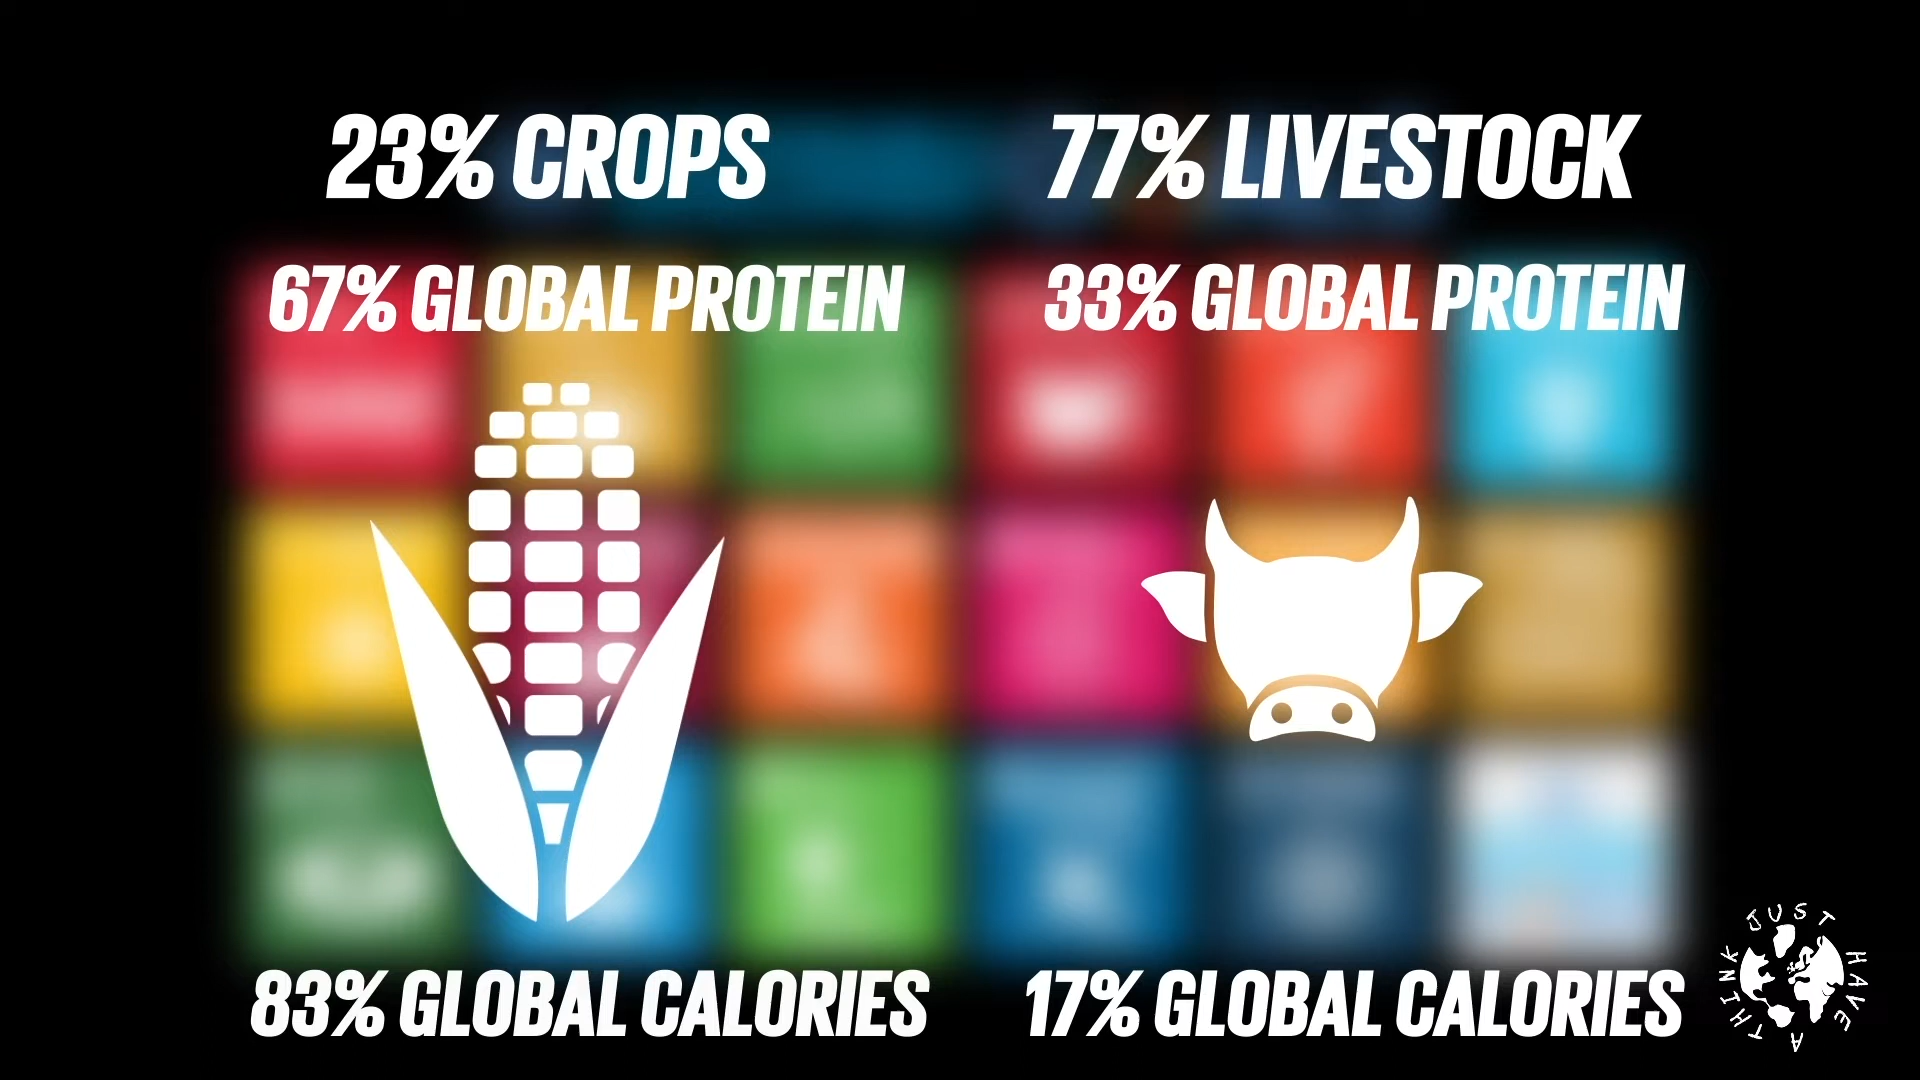 23% CROPS
67% GLOBAL PROTEIN
83% GLOBAL CALORIES
77% LIVESTOCK
33% GLOBAL PROTEIN
17% GLOBAL CALORIES
JUST HAVE A THINK